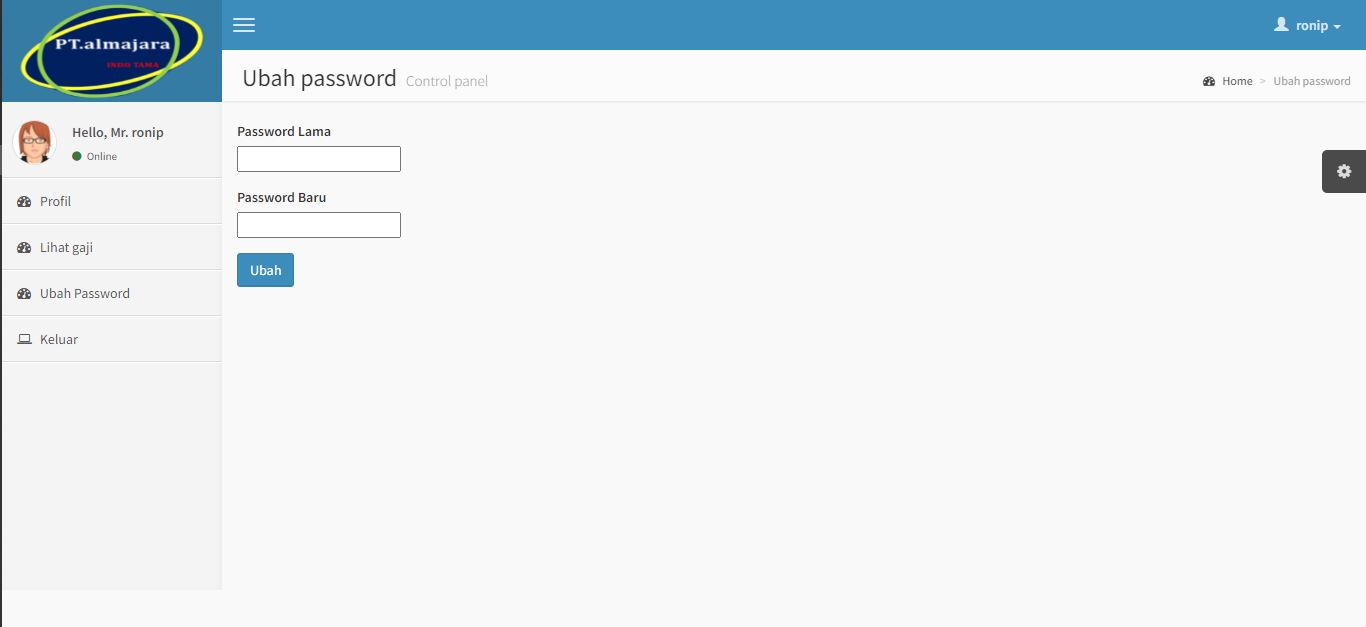 PT.almajara
INDO TAMA
ronip
Ubah password Control panel
Home > Ubah password
Hello, Mr. ronip
Online
Profil
Lihat gaji
Ubah Password
Keluar
Password Lama
Password Baru
Ubah